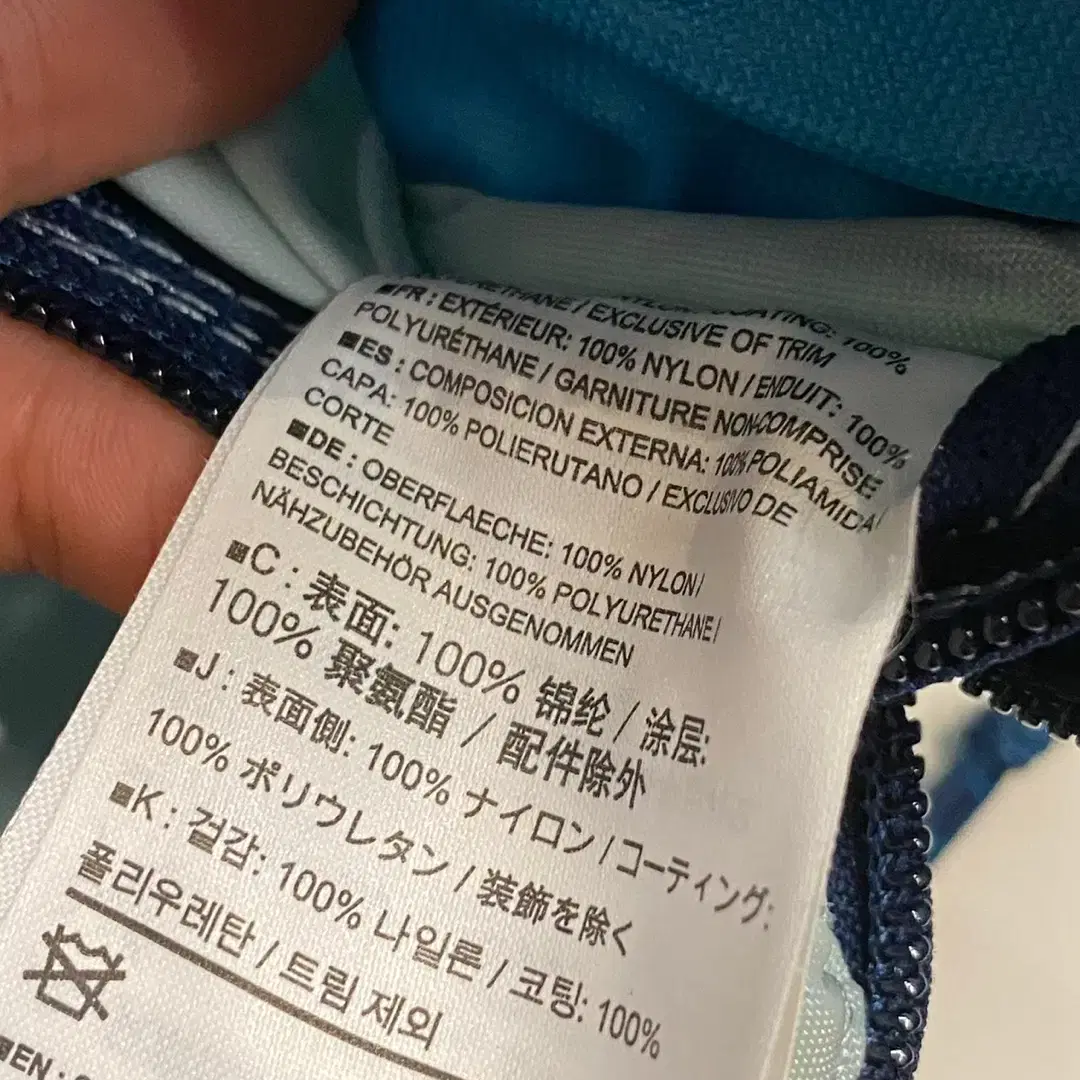 COATING: 100%
URETHANE / EXCLUSIVE OF TRIM
■FR : EXTÉRIEUR: 100% NYLON / ENDUIT: 100%
POLYURÉTHANE / GARNITURE NON-COMPRISE
■ES : COMPOSICION EXTERNA: 100% POLIAMIDA/
CAPA: 100% POLIERUTANO / EXCLUSIVO DE
CORTE
■DE : OBERFLAECHE: 100% NYLON/
BESCHICHTUNG: 100% POLYURETHANE/
NÄHZUBEHÖR AUSGENOMMEN
■C : 表面: 100% 锦纶 / 涂层:
100% 聚氨酯 / 配件除外
■J : 表面側: 100% ナイロン / コーティング:
100% ポリウレタン / 装飾を除く
■K : 겉감: 100% 나일론 / 코팅: 100%
폴리우레탄 / 트림 제외
■EN :